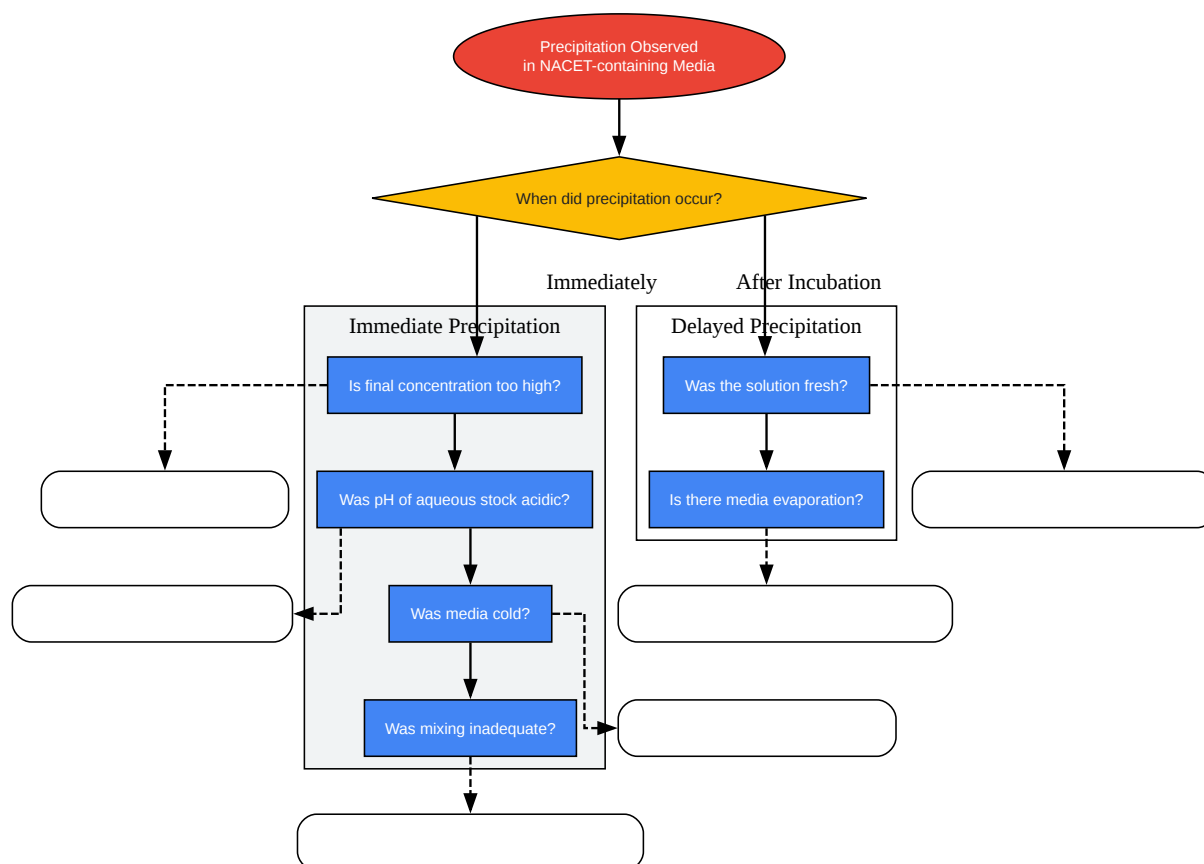 Precipitation Observed
in NACET-containing Media
When did precipitation occur?
Immediately
After Incubation
Immediate Precipitation
Delayed Precipitation
Is final concentration too high?
Was the solution fresh?
Was pH of aqueous stock acidic?
Is there media evaporation?
Was media cold?
Was mixing inadequate?